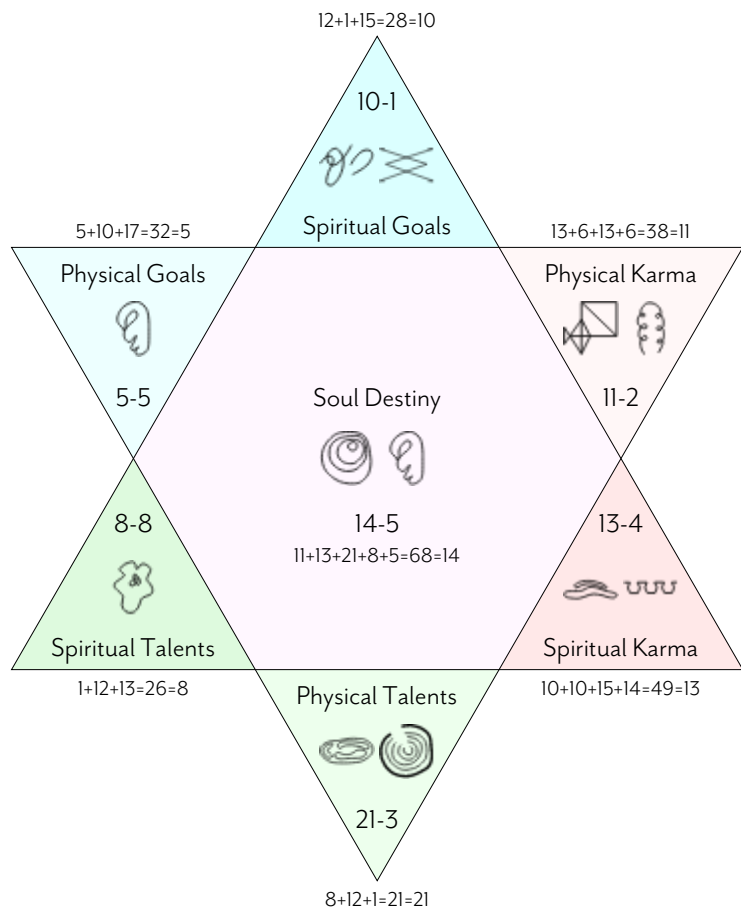 12+1+15=28=10
10-1
Spiritual Goals
5+10+17=32=5
13+6+13+6=38=11
Physical Goals
Physical Karma
5-5
11-2
Soul Destiny
8-8
14-5
13-4
11+13+21+8+5=68=14
Spiritual Talents
Spiritual Karma
1+12+13=26=8
10+10+15+14=49=13
Physical Talents
21-3
8+12+1=21=21